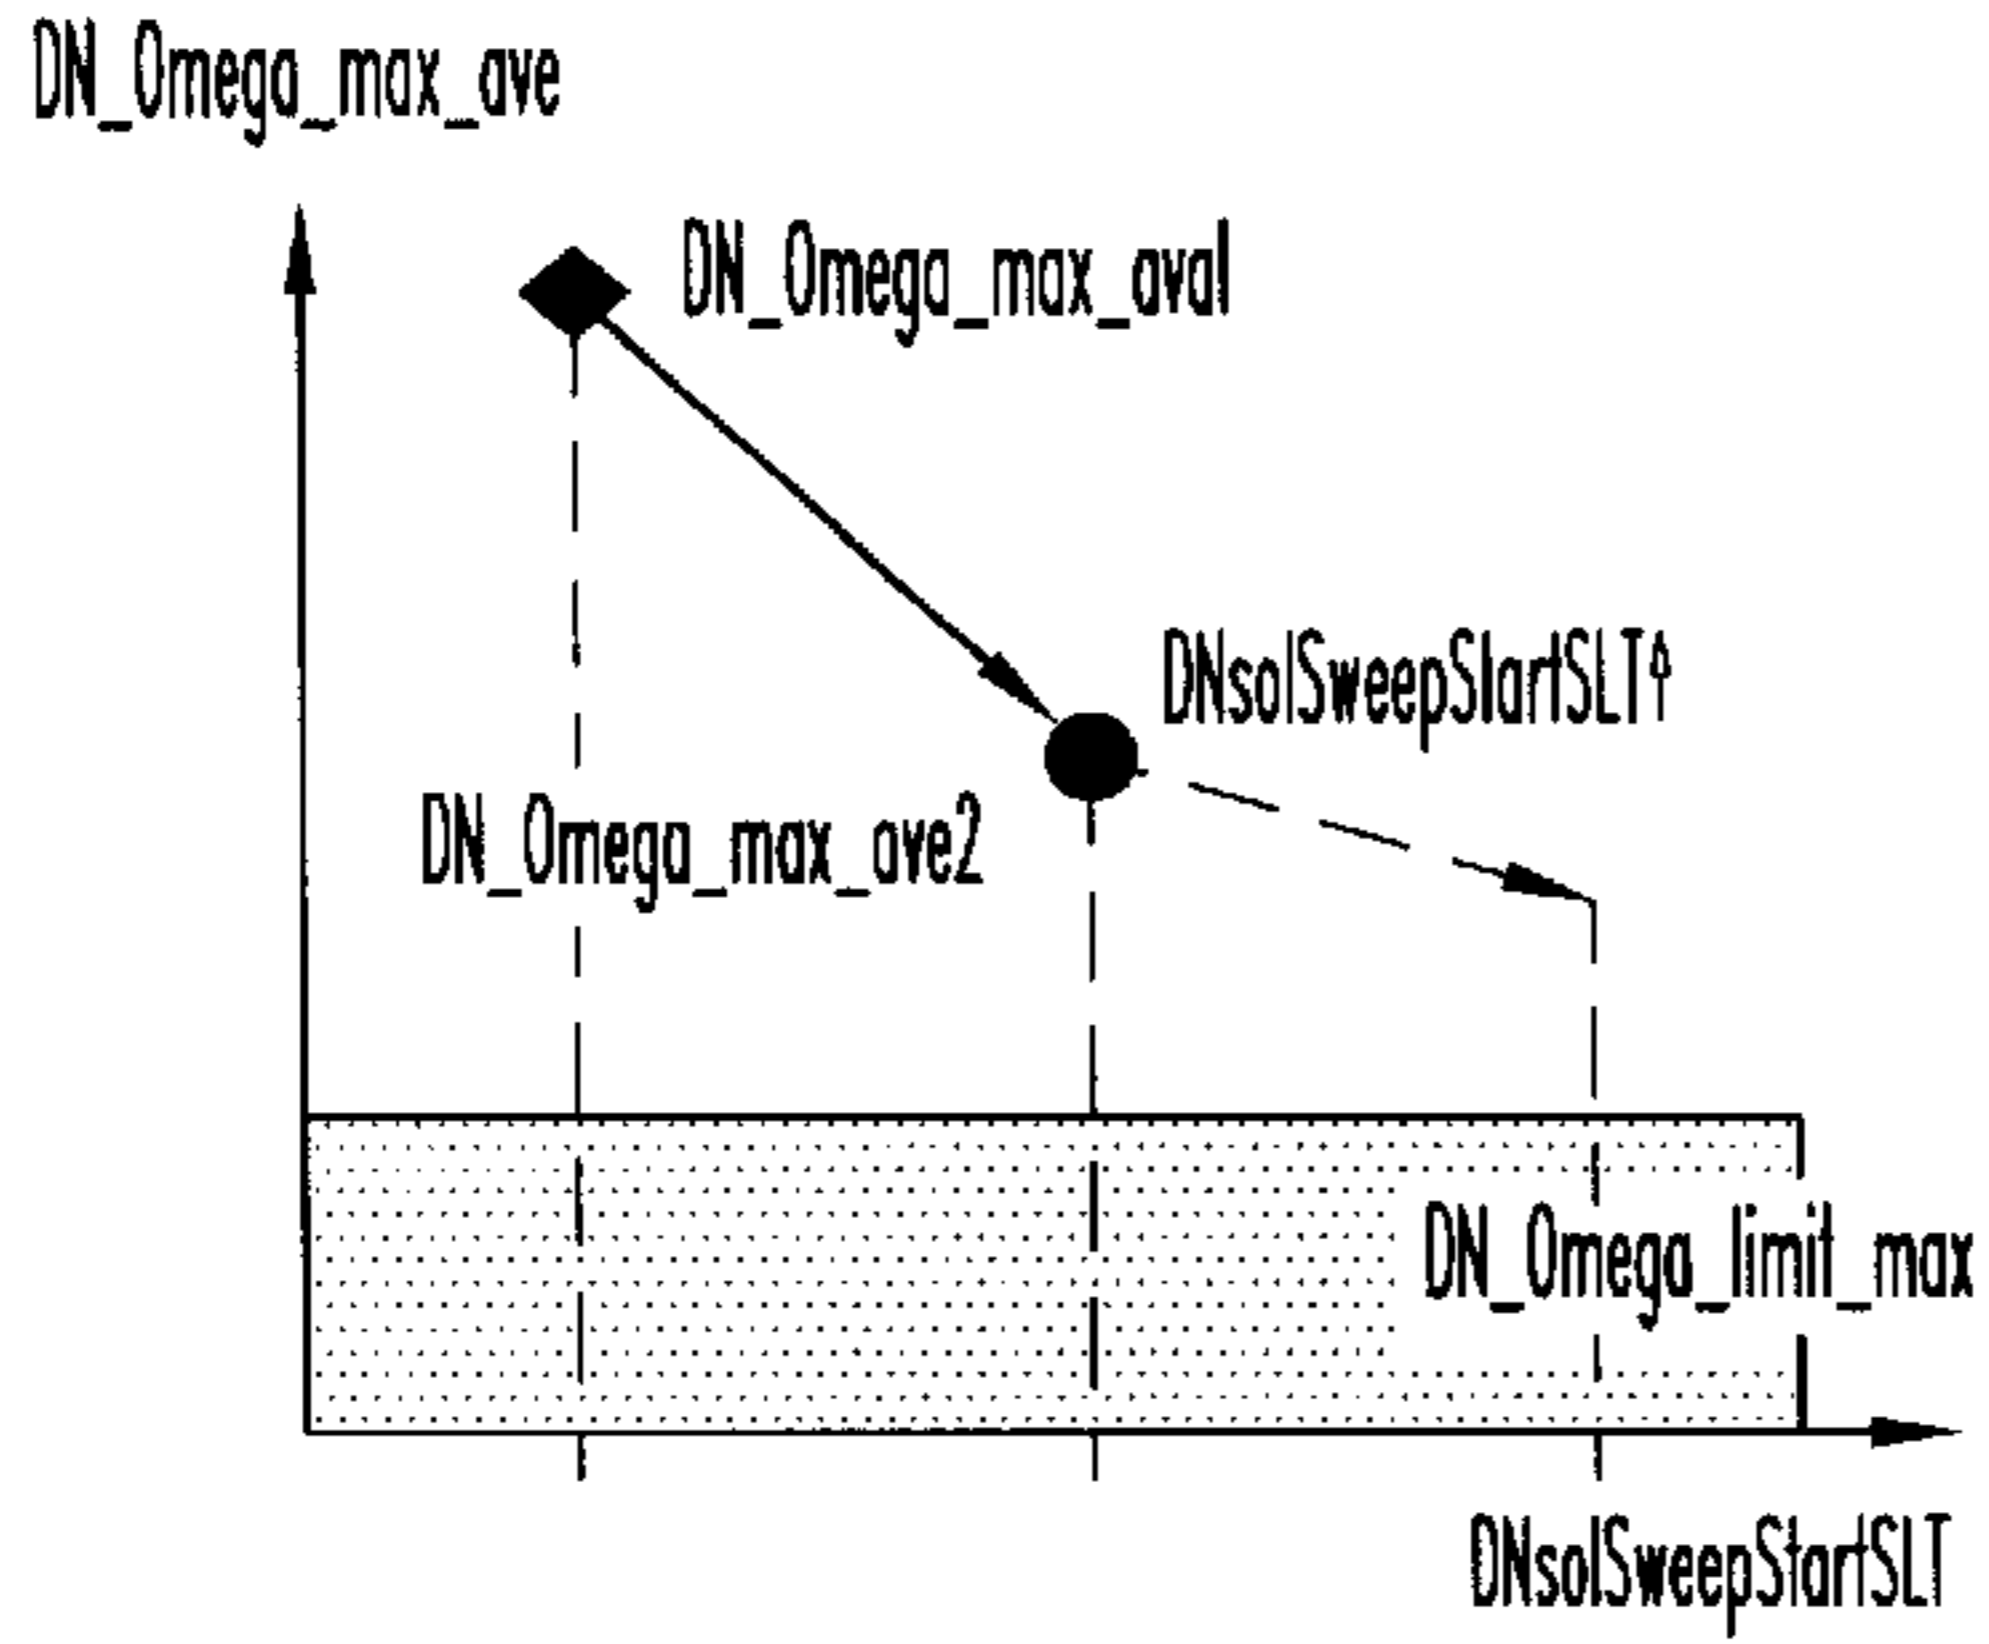 DN_Omega_max_ave
DN_Omega_max_aval
DNsolSweepStartSLT↑
DN_Omega_max_ave2
DN_Omega_limit_max
DNsolSweepStartSLT